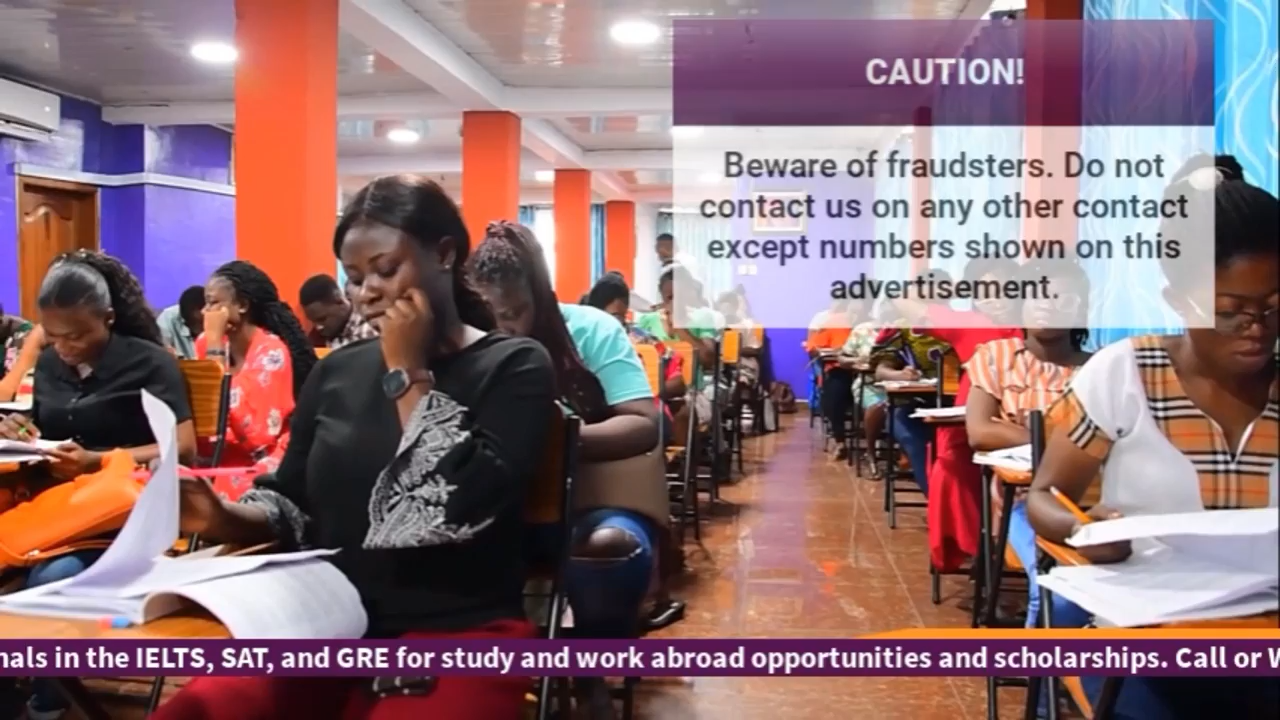 CAUTION!
Beware of fraudsters. Do not
contact us on any other contact
except numbers shown on this
advertisement.
in the IELTS, SAT, and GRE for study and work abroad opportunities and scholarships. Call or